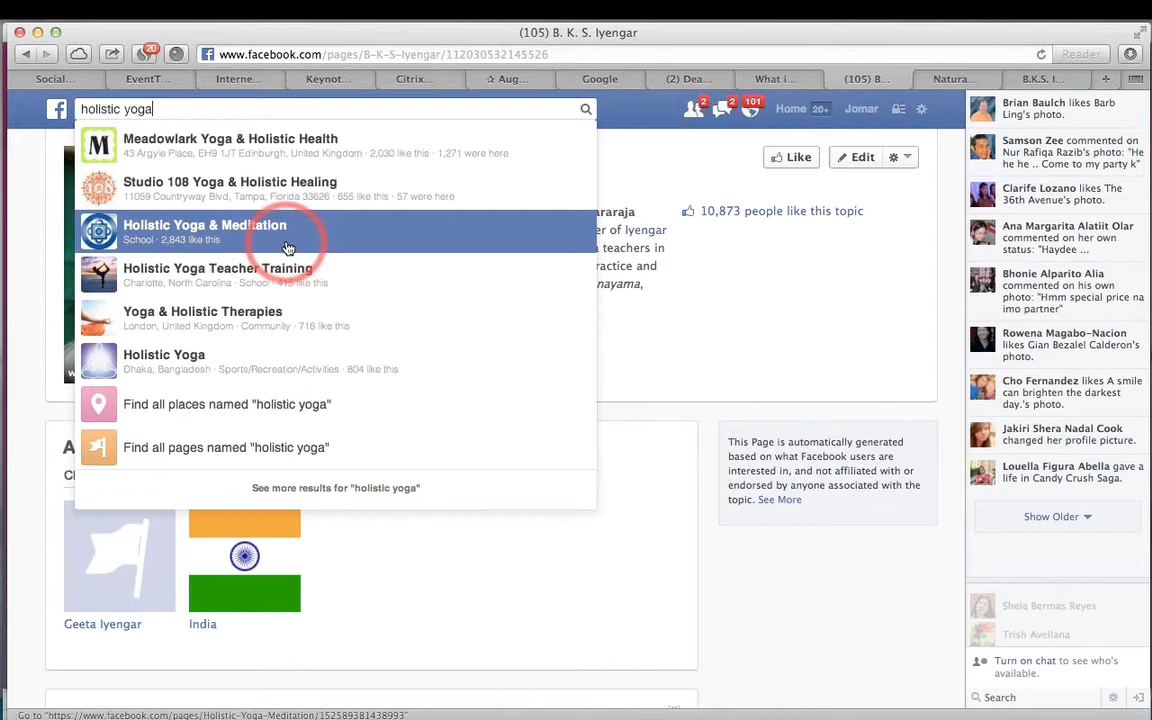 (105) B. K. S. Iyengar
20
www.facebook.com/pages/B-K-S-Iyengar/112030532145526
Reader
Social...
EventT...
Interne...
Keynot...
Citrix...
☆ Aug...
Google
(2) Dea...
What i...
(105) B...
Natura...
B.K.S. I...
+
holistic yoga
2
2
101
Home 20+
Jomar
Meadowlark Yoga & Holistic Health
43 Argyle Place, EH9 1JT Edinburgh, United Kingdom · 2,030 like this · 1,271 were here
Studio 108 Yoga & Holistic Healing
11059 Countryway Blvd, Tampa, Florida 33626 · 655 like this · 57 were here
Holistic Yoga & Meditation
School · 2,843 like this
Holistic Yoga Teacher Training
Charlotte, North Carolina · School · 415 like this
Yoga & Holistic Therapies
London, United Kingdom · Community · 716 like this
Holistic Yoga
Dhaka, Bangladesh · Sports/Recreation/Activities · 804 like this
Find all places named "holistic yoga"
Find all pages named "holistic yoga"
See more results for "holistic yoga"
Like
Edit
araraja
er of Iyengar
a teachers in
ractice and
nayama,
10,873 people like this topic
This Page is automatically generated
based on what Facebook users are
interested in, and not affiliated with or
endorsed by anyone associated with the
topic. See More
Geeta Iyengar
India
Brian Baulch likes Barb
Ling's photo.
Samson Zee commented on
Nur Rafiqa Razib's photo: "He
he he .. Come to my party k"
Clarife Lozano likes The
36th Avenue's photo.
Ana Margarita Alatiit Olar
commented on her own
status: "Haydee ..."
Bhonie Alparito Alia
commented on his own
photo: "Hmm special price na
imo partner"
Rowena Magabo-Nacion
likes Gian Bezalel Calderon's
photo.
Cho Fernandez likes A smile
can brighten the darkest
day.'s photo.
Jakiri Shera Nadal Cook
changed her profile picture.
Louella Figura Abella gave a
life in Candy Crush Saga.
Show Older
Shela Bermas Reyes
Trish Avellana
Turn on chat to see who's
available.
Search
Go to "https://www.facebook.com/pages/Holistic-Yoga-Meditation/152589381438993"